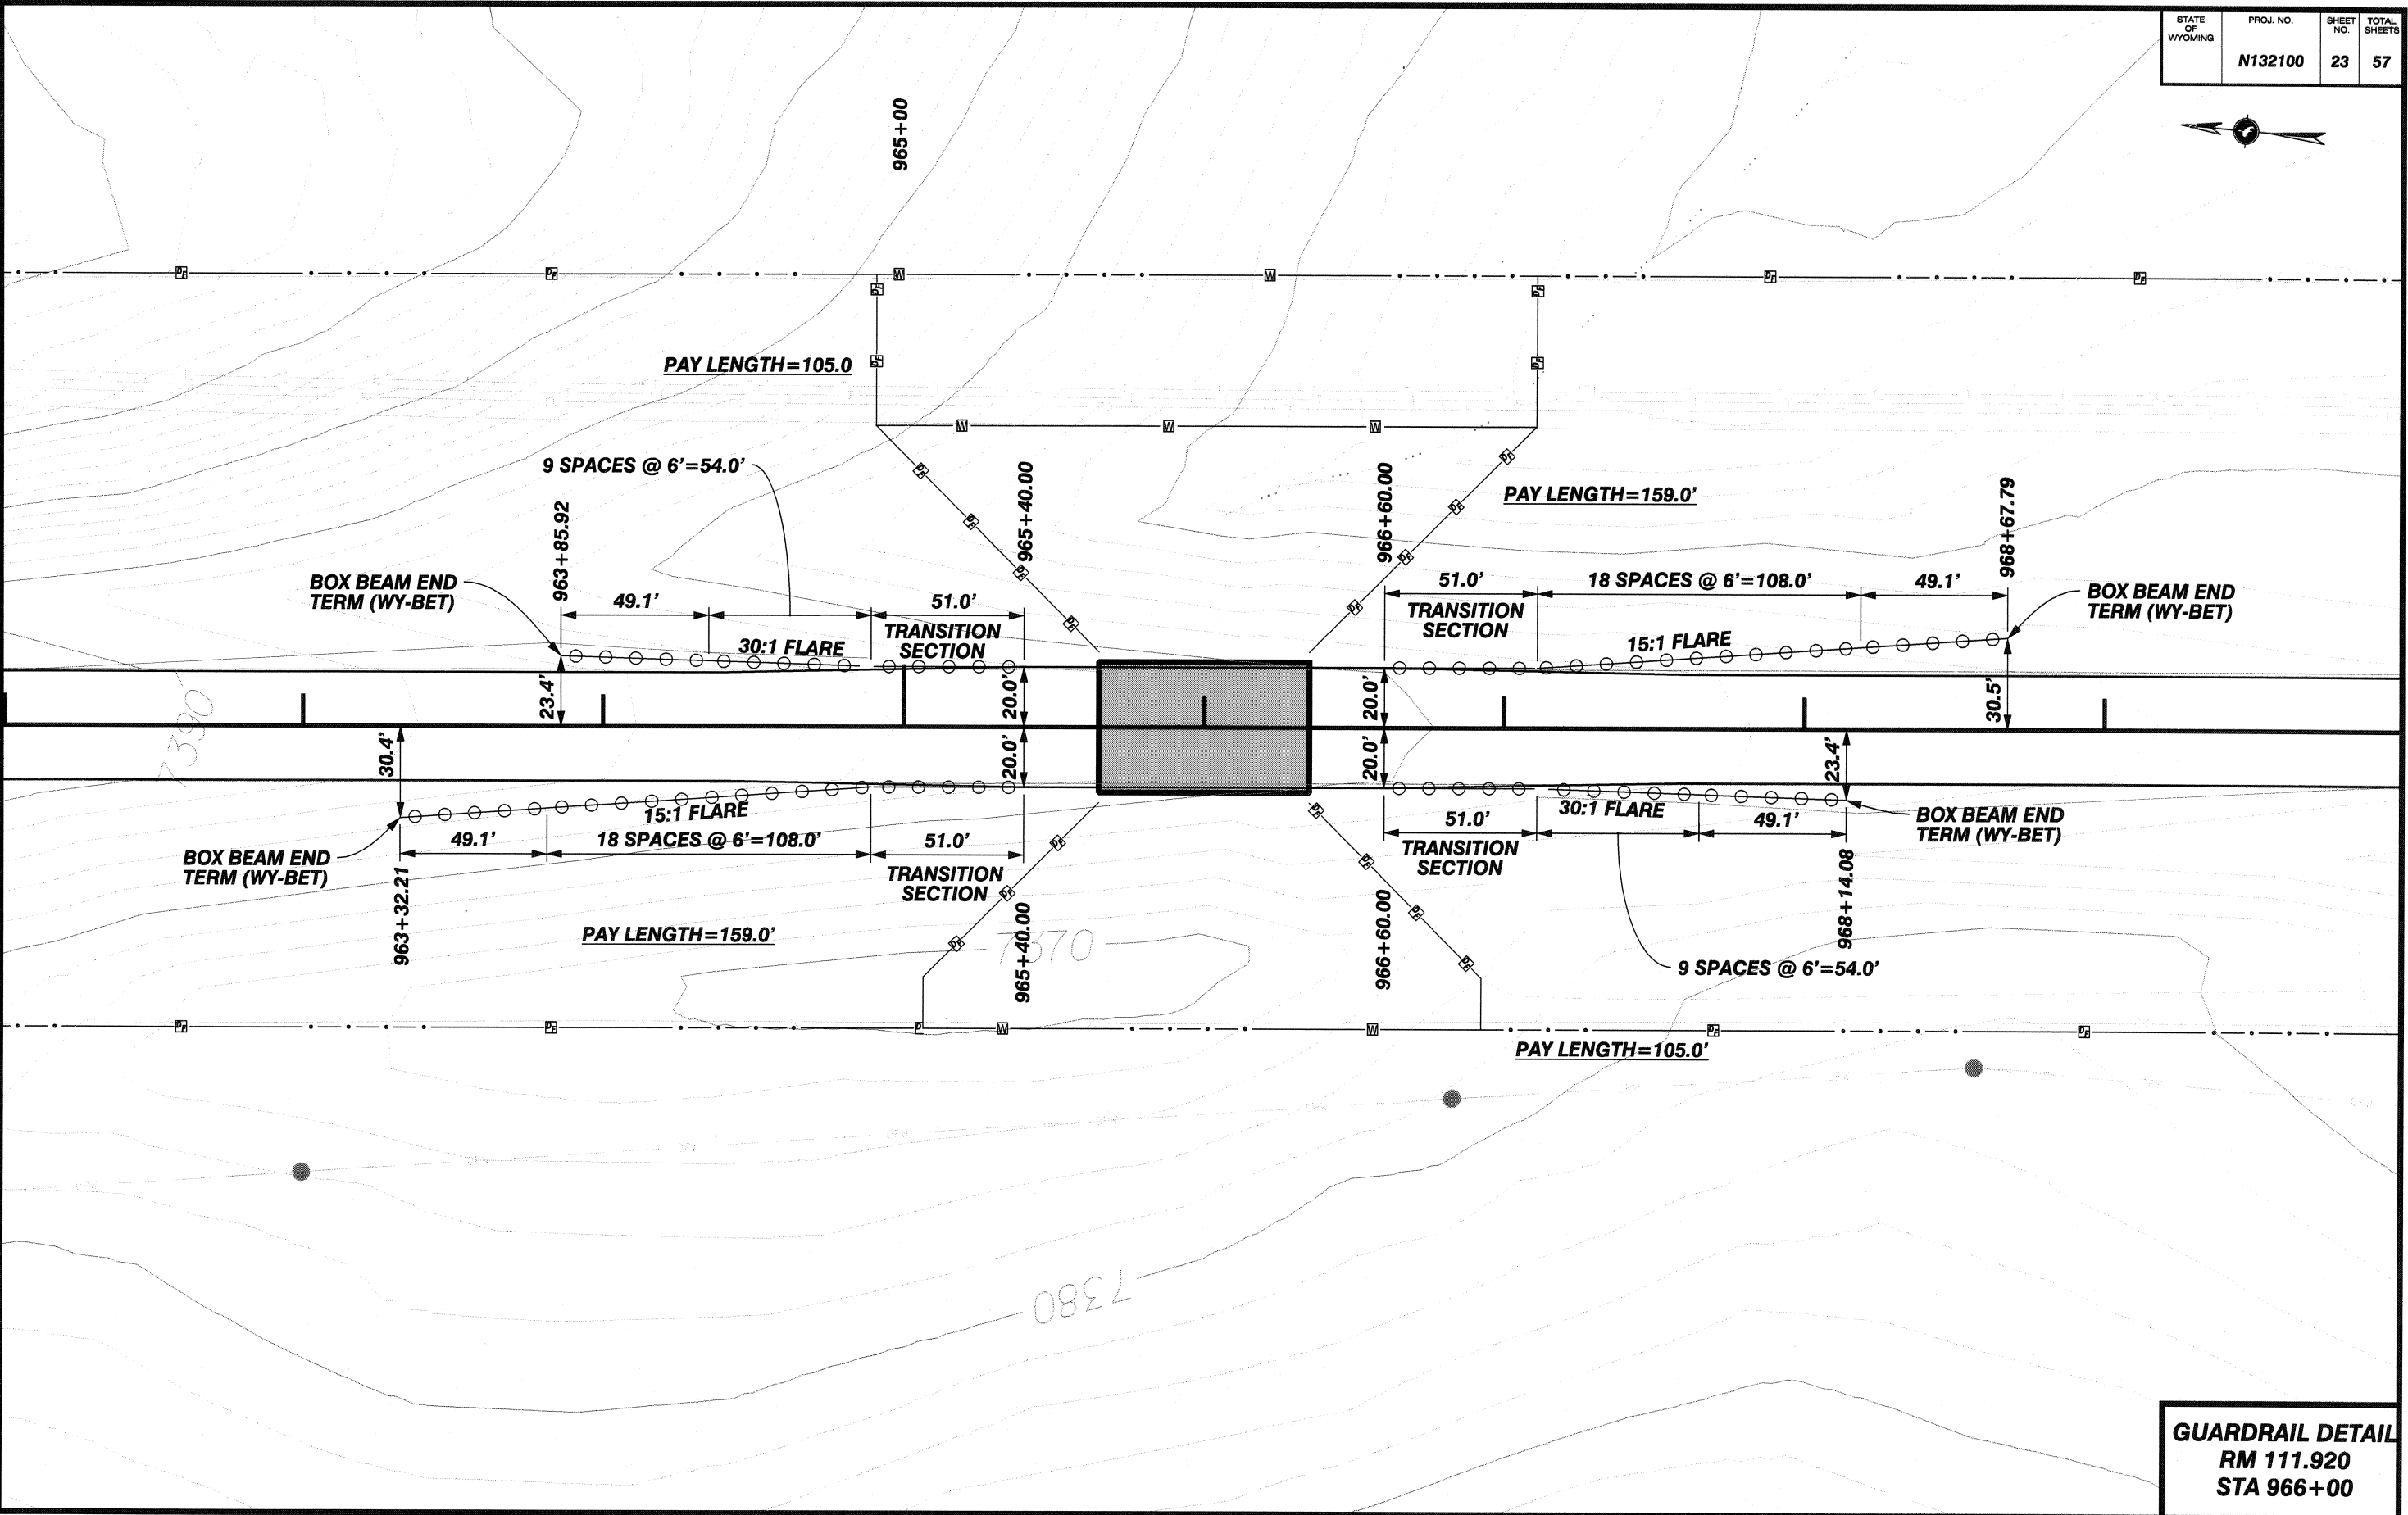 STATE
OF
WYOMING
PROJ. NO.
N132100
SHEET
NO.
23
TOTAL
SHEETS
57
965+00
PAY LENGTH=105.0
9 SPACES @ 6'=54.0'
965+40.00
966+60.00
PAY LENGTH=159.0'
963+85.92
968+67.79
BOX BEAM END
TERM (WY-BET)
49.1'
51.0'
30:1 FLARE
TRANSITION
SECTION
51.0'
18 SPACES @ 6'=108.0'
49.1'
TRANSITION
SECTION
15:1 FLARE
BOX BEAM END
TERM (WY-BET)
23.4'
20.0'
20.0'
30.5'
7390
30.4'
20.0'
20.0'
23.4'
15:1 FLARE
49.1'
18 SPACES @ 6'=108.0'
51.0'
TRANSITION
SECTION
BOX BEAM END
TERM (WY-BET)
30:1 FLARE
51.0'
49.1'
TRANSITION
SECTION
BOX BEAM END
TERM (WY-BET)
963+32.21
965+40.00
966+60.00
968+14.08
PAY LENGTH=159.0'
7370
9 SPACES @ 6'=54.0'
PAY LENGTH=105.0'
7380
GUARDRAIL DETAIL
RM 111.920
STA 966+00